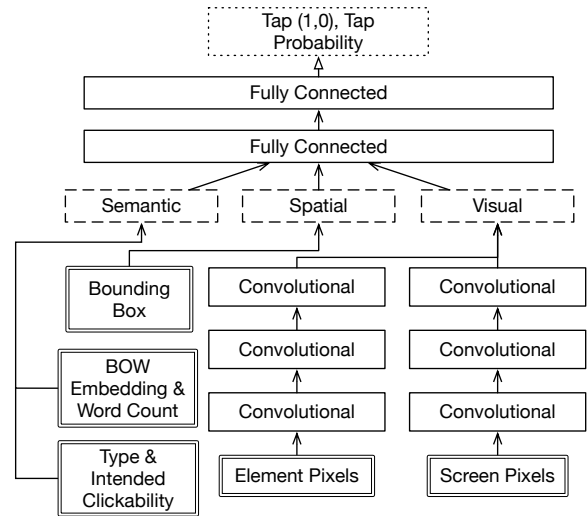 Tap (1,0), Tap
Probability
Fully Connected
Fully Connected
Semantic
Spatial
Visual
Bounding
Box
Convolutional
Convolutional
BOW
Embedding &
Word Count
Convolutional
Convolutional
Convolutional
Convolutional
Type &
Intended
Clickability
Element Pixels
Screen Pixels